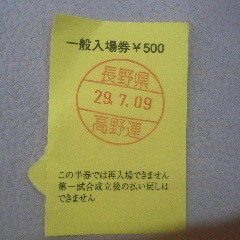 一般入場券￥500
長野県
29.7.09
高野連
この半券では再入場できません
第一試合成立後の払い戻しは
できません